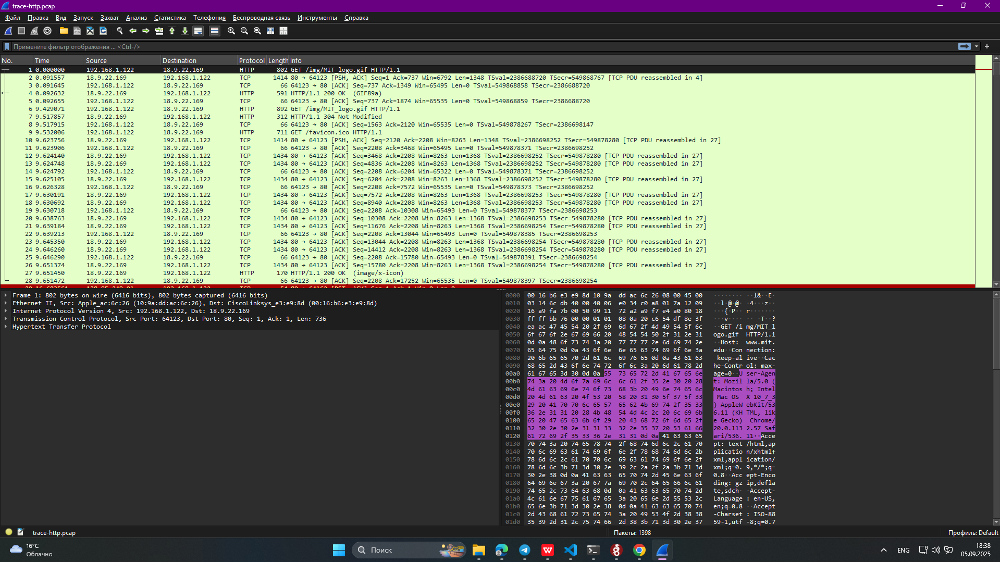 trace-http.pcap
Файл Правка Вид Запуск Захват Анализ Статистика Телефония Беспроводная связь Инструменты Справка
Примените фильтр отображения ... <Ctrl-/>
No. Time Source Destination Protocol Length Info
1 0.000000 192.168.1.122 18.9.22.169 HTTP 802 GET /img/MIT_logo.gif HTTP/1.1
2 0.091557 18.9.22.169 192.168.1.122 TCP 1414 80 → 64123 [PSH, ACK] Seq=1 Ack=737 Win=6792 Len=1348 TSval=2386688720 TSecr=549868767 [TCP PDU reassembled in 4]
3 0.091645 192.168.1.122 18.9.22.169 TCP 66 64123 → 80 [ACK] Seq=737 Ack=1349 Win=65495 Len=0 TSval=549868858 TSecr=2386688720
4 0.092632 18.9.22.169 192.168.1.122 HTTP 591 HTTP/1.1 200 OK (GIF89a)
5 0.092655 192.168.1.122 18.9.22.169 TCP 66 64123 → 80 [ACK] Seq=737 Ack=1874 Win=65535 Len=0 TSval=549868859 TSecr=2386688720
6 9.429071 192.168.1.122 18.9.22.169 HTTP 892 GET /img/MIT_logo.gif HTTP/1.1
7 9.517857 18.9.22.169 192.168.1.122 HTTP 312 HTTP/1.1 304 Not Modified
8 9.517915 192.168.1.122 18.9.22.169 TCP 66 64123 → 80 [ACK] Seq=1563 Ack=2120 Win=65535 Len=0 TSval=549878267 TSecr=2386698147
9 9.532006 192.168.1.122 18.9.22.169 HTTP 711 GET /favicon.ico HTTP/1.1
10 9.623756 18.9.22.169 192.168.1.122 TCP 1414 80 → 64123 [PSH, ACK] Seq=2120 Ack=2208 Win=8263 Len=1348 TSval=2386698252 TSecr=549878280 [TCP PDU reassembled in 27]
11 9.623906 192.168.1.122 18.9.22.169 TCP 66 64123 → 80 [ACK] Seq=2208 Ack=3468 Win=65495 Len=0 TSval=549878371 TSecr=2386698252
12 9.624140 18.9.22.169 192.168.1.122 TCP 1434 80 → 64123 [ACK] Seq=3468 Ack=2208 Win=8263 Len=1368 TSval=2386698252 TSecr=549878280 [TCP PDU reassembled in 27]
13 9.624748 18.9.22.169 192.168.1.122 TCP 1434 80 → 64123 [ACK] Seq=4836 Ack=2208 Win=8263 Len=1368 TSval=2386698252 TSecr=549878280 [TCP PDU reassembled in 27]
14 9.624792 192.168.1.122 18.9.22.169 TCP 66 64123 → 80 [ACK] Seq=2208 Ack=6204 Win=65322 Len=0 TSval=549878371 TSecr=2386698252
15 9.625105 18.9.22.169 192.168.1.122 TCP 1434 80 → 64123 [ACK] Seq=6204 Ack=2208 Win=8263 Len=1368 TSval=2386698252 TSecr=549878280 [TCP PDU reassembled in 27]
16 9.626328 192.168.1.122 18.9.22.169 TCP 66 64123 → 80 [ACK] Seq=2208 Ack=7572 Win=65535 Len=0 TSval=549878373 TSecr=2386698252
17 9.630191 18.9.22.169 192.168.1.122 TCP 1434 80 → 64123 [ACK] Seq=7572 Ack=2208 Win=8263 Len=1368 TSval=2386698253 TSecr=549878280 [TCP PDU reassembled in 27]
18 9.630692 18.9.22.169 192.168.1.122 TCP 1434 80 → 64123 [ACK] Seq=8940 Ack=2208 Win=8263 Len=1368 TSval=2386698253 TSecr=549878280 [TCP PDU reassembled in 27]
19 9.630718 192.168.1.122 18.9.22.169 TCP 66 64123 → 80 [ACK] Seq=2208 Ack=10308 Win=65493 Len=0 TSval=549878377 TSecr=2386698253
20 9.638763 18.9.22.169 192.168.1.122 TCP 1434 80 → 64123 [ACK] Seq=10308 Ack=2208 Win=8263 Len=1368 TSval=2386698253 TSecr=549878280 [TCP PDU reassembled in 27]
21 9.639184 18.9.22.169 192.168.1.122 TCP 1434 80 → 64123 [ACK] Seq=11676 Ack=2208 Win=8263 Len=1368 TSval=2386698254 TSecr=549878280 [TCP PDU reassembled in 27]
22 9.639213 192.168.1.122 18.9.22.169 TCP 66 64123 → 80 [ACK] Seq=2208 Ack=13044 Win=65493 Len=0 TSval=549878385 TSecr=2386698253
23 9.645350 18.9.22.169 192.168.1.122 TCP 1434 80 → 64123 [ACK] Seq=13044 Ack=2208 Win=8263 Len=1368 TSval=2386698254 TSecr=549878280 [TCP PDU reassembled in 27]
24 9.646260 18.9.22.169 192.168.1.122 TCP 1434 80 → 64123 [ACK] Seq=14412 Ack=2208 Win=8263 Len=1368 TSval=2386698254 TSecr=549878280 [TCP PDU reassembled in 27]
25 9.646290 192.168.1.122 18.9.22.169 TCP 66 64123 → 80 [ACK] Seq=2208 Ack=15780 Win=65493 Len=0 TSval=549878391 TSecr=2386698254
26 9.651374 18.9.22.169 192.168.1.122 TCP 1434 80 → 64123 [ACK] Seq=15780 Ack=2208 Win=8263 Len=1368 TSval=2386698254 TSecr=549878280 [TCP PDU reassembled in 27]
27 9.651450 18.9.22.169 192.168.1.122 HTTP 170 HTTP/1.1 200 OK (image/x-icon)
28 9.651472 192.168.1.122 18.9.22.169 TCP 66 64123 → 80 [ACK] Seq=2208 Ack=17252 Win=65535 Len=0 TSval=549878397 TSecr=2386698254
Frame 1: 802 bytes on wire (6416 bits), 802 bytes captured (6416 bits)
Ethernet II, Src: Apple_ac:6c:26 (10:9a:dd:ac:6c:26), Dst: CiscoLinksys_e3:e9:8d (00:16:b6:e3:e9:8d)
Internet Protocol Version 4, Src: 192.168.1.122, Dst: 18.9.22.169
Transmission Control Protocol, Src Port: 64123, Dst Port: 80, Seq: 1, Ack: 1, Len: 736
Hypertext Transfer Protocol
0000 00 16 b6 e3 e9 8d 10 9a dd ac 6c 26 08 00 45 00 ········ ··l&··E·
0010 03 14 6c db 40 00 40 06 e0 34 c0 a8 01 7a 12 09 ··l·@·@· ·4···z··
0020 16 a9 fa 7b 00 50 99 11 72 a2 a9 f7 e4 a0 80 18 ···{·P·· r·······
0030 ff ff bb 76 00 00 01 01 08 0a 20 c6 54 df 8e 3f ···v···· ·· ·T··?
0040 ea ac 47 45 54 20 2f 69 6d 67 2f 4d 49 54 5f 6c ··GET /i mg/MIT_l
0050 6f 67 6f 2e 67 69 66 20 48 54 54 50 2f 31 2e 31 ogo.gif HTTP/1.1
0060 0d 0a 48 6f 73 74 3a 20 77 77 77 2e 6d 69 74 2e ··Host: www.mit.
0070 65 64 75 0d 0a 43 6f 6e 6e 65 63 74 69 6f 6e 3a edu··Con nection:
0080 20 6b 65 65 70 2d 61 6c 69 76 65 0d 0a 43 61 63 keep-al ive··Cac
0090 68 65 2d 43 6f 6e 74 72 6f 6c 3a 20 6d 61 78 2d he-Contr ol: max-
00a0 61 67 65 3d 30 0d 0a 55 73 65 72 2d 41 67 65 6e age=0··U ser-Agen
00b0 74 3a 20 4d 6f 7a 69 6c 6c 61 2f 35 2e 30 20 28 t: Mozil la/5.0 (
00c0 4d 61 63 69 6e 74 6f 73 68 3b 20 49 6e 74 65 6c Macintos h; Intel
00d0 20 4d 61 63 20 4f 53 20 58 20 31 30 5f 37 5f 33 Mac OS X 10_7_3
00e0 29 20 41 70 70 6c 65 57 65 62 4b 69 74 2f 35 33 ) AppleW ebKit/53
00f0 36 2e 31 31 20 28 4b 48 54 4d 4c 2c 20 6c 69 6b 6.11 (KH TML, lik
0100 65 20 47 65 63 6b 6f 29 20 43 68 72 6f 6d 65 2f e Gecko) Chrome/
0110 32 30 2e 30 2e 31 31 33 32 2e 35 37 20 53 61 66 20.0.113 2.57 Saf
0120 61 72 69 2f 35 33 36 2e 31 31 0d 0a 41 63 63 65 ari/536. 11··Acce
0130 70 74 3a 20 74 65 78 74 2f 68 74 6d 6c 2c 61 70 pt: text /html,ap
0140 70 6c 69 63 61 74 69 6f 6e 2f 78 68 74 6d 6c 2b plicatio n/xhtml+
0150 78 6d 6c 2c 61 70 70 6c 69 63 61 74 69 6f 6e 2f xml,appl ication/
0160 78 6d 6c 3b 71 3d 30 2e 39 2c 2a 2f 2a 3b 71 3d xml;q=0. 9,*/*;q=
0170 30 2e 38 0d 0a 41 63 63 65 70 74 2d 45 6e 63 6f 0.8··Acc ept-Enco
0180 64 69 6e 67 3a 20 67 7a 69 70 2c 64 65 66 6c 61 ding: gz ip,defla
0190 74 65 2c 73 64 63 68 0d 0a 41 63 63 65 70 74 2d te,sdch· ·Accept-
01a0 4c 61 6e 67 75 61 67 65 3a 20 65 6e 2d 55 53 2c Language : en-US,
01b0 65 6e 3b 71 3d 30 2e 38 0d 0a 41 63 63 65 70 74 en;q=0.8 ··Accept
01c0 2d 43 68 61 72 73 65 74 3a 20 49 53 4f 2d 38 38 -Charset : ISO-88
01d0 35 39 2d 31 2c 75 74 66 2d 38 3b 71 3d 30 2e 37 59-1,utf -8;q=0.7
trace-http.pcap Пакеты: 1398 Профиль: Default
16°C
Облачно
Поиск
ENG
18:38
05.09.2025